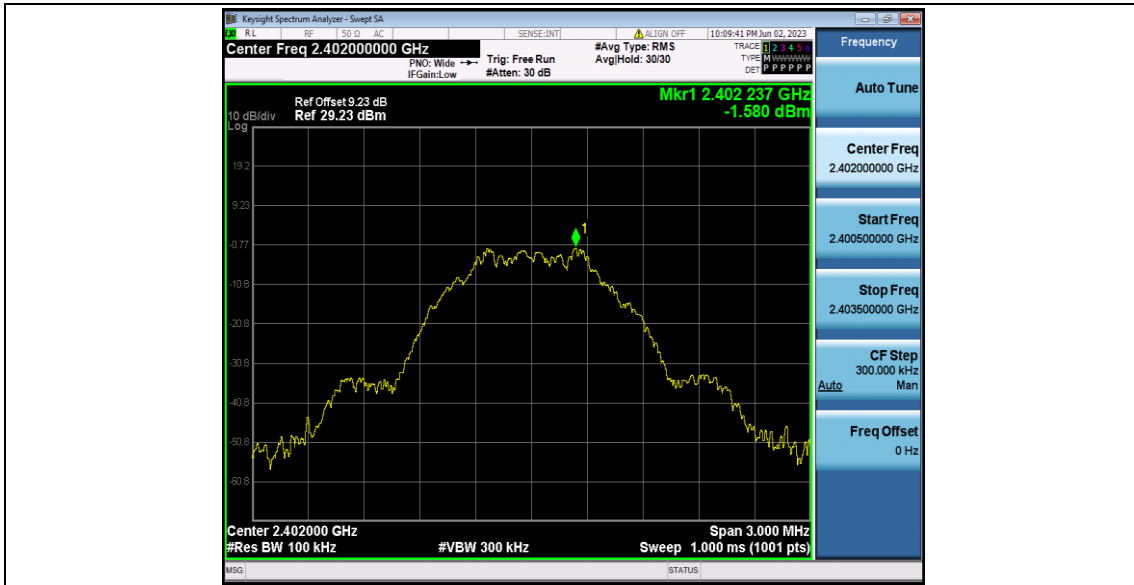 Keysight Spectrum Analyzer - Swept SA
LXI RL RF 50 Ω AC SENSE:INT ALIGN OFF 10:09:41 PM Jun 02, 2023
Center Freq 2.402000000 GHz #Avg Type: RMS TRACE 1 2 3 4 5 6
PNO: Wide Trig: Free Run Avg|Hold: 30/30 TYPE M WWWWW
IFGain:Low #Atten: 30 dB DET P P P P P P
Frequency
Mkr1 2.402 237 GHz
Ref Offset 9.23 dB
10 dB/div Ref 29.23 dBm -1.580 dBm
Log
19.2
9.23
1
-0.77
-10.8
-20.8
-30.8
-40.8
-50.8
-60.8
Center 2.402000 GHz Span 3.000 MHz
#Res BW 100 kHz #VBW 300 kHz Sweep 1.000 ms (1001 pts)
Auto Tune
Center Freq
2.402000000 GHz
Start Freq
2.400500000 GHz
Stop Freq
2.403500000 GHz
CF Step
300.000 kHz
Auto Man
Freq Offset
0 Hz
MSG STATUS